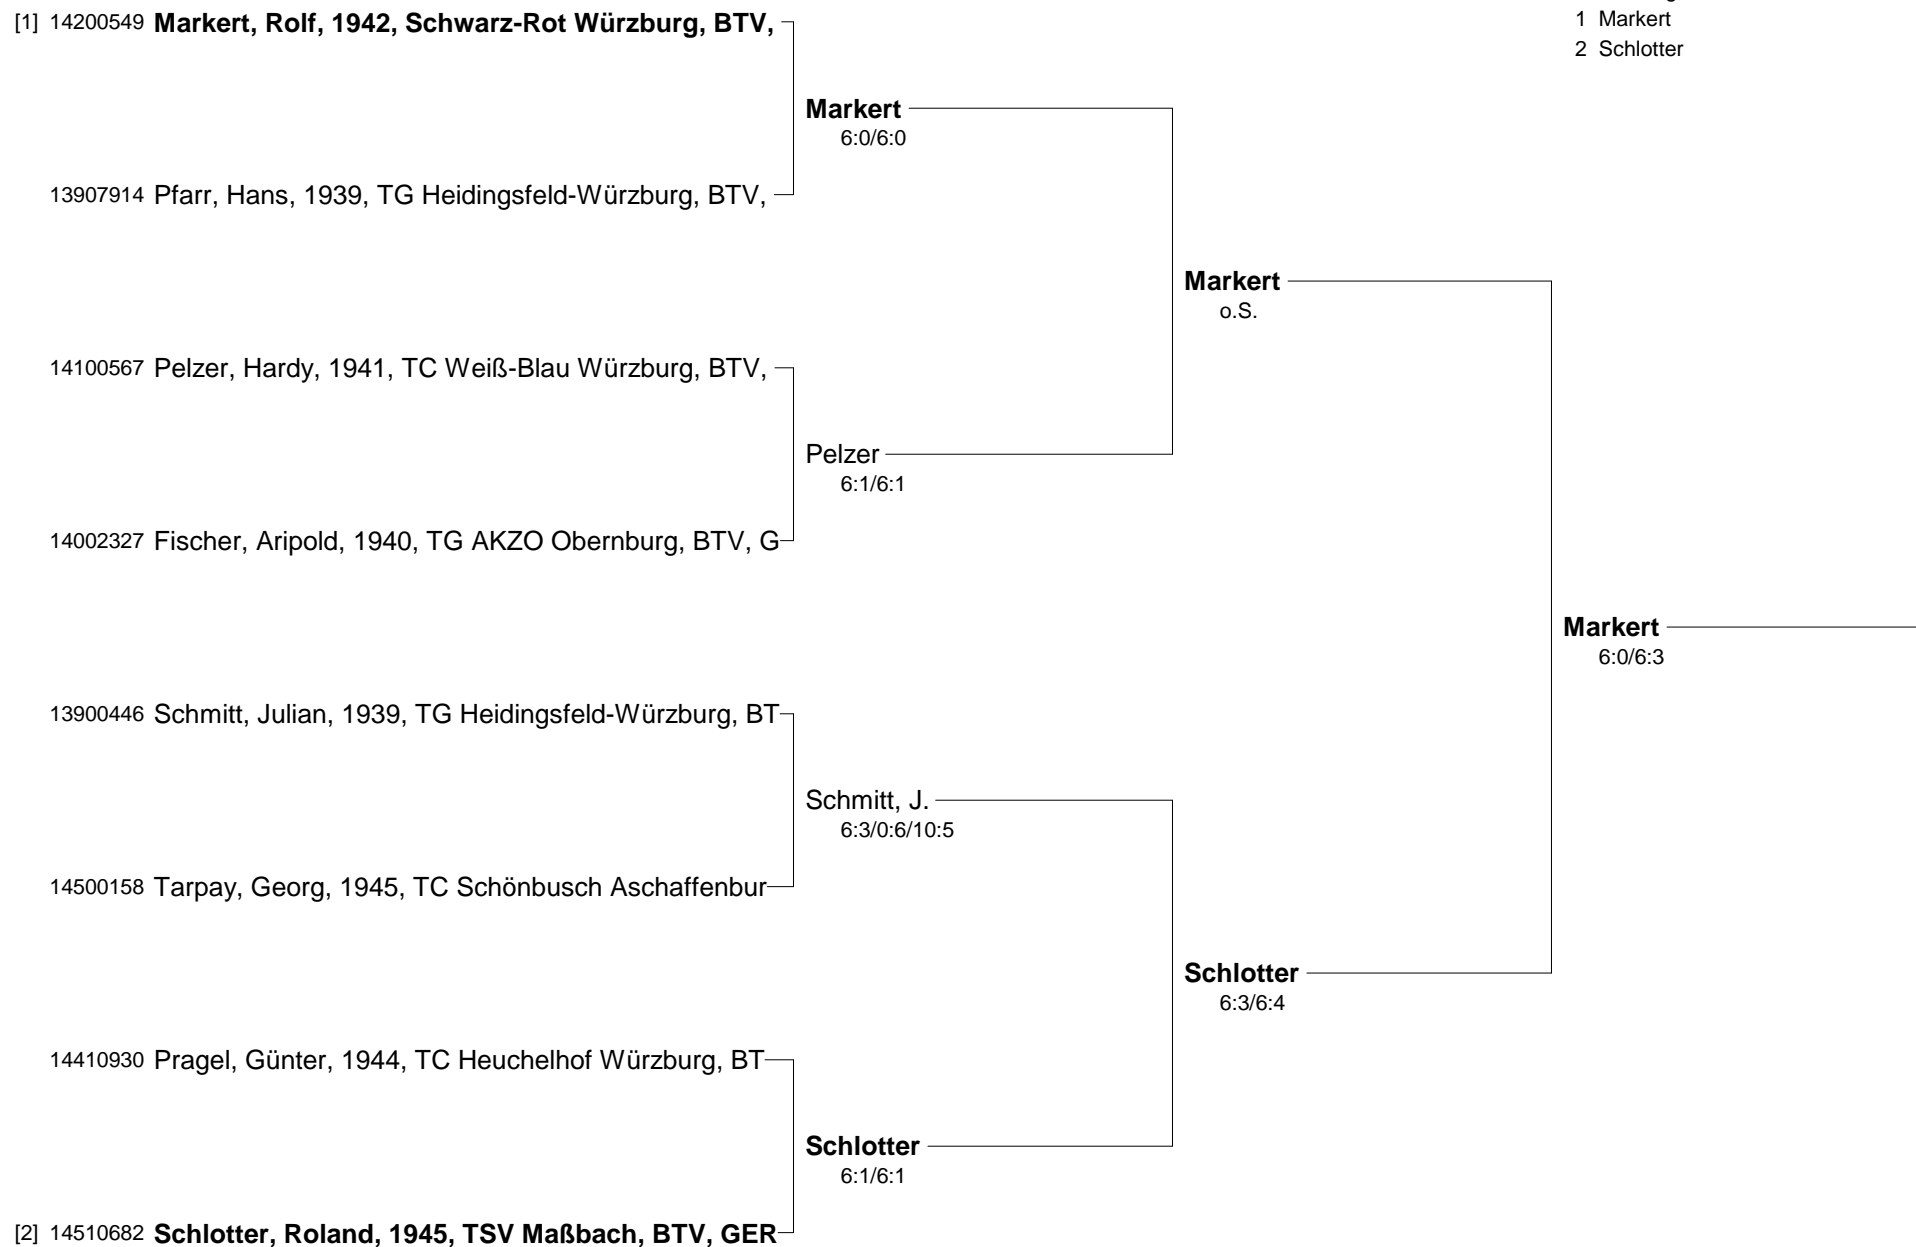 [1] 14200549 Markert, Rolf, 1942, Schwarz-Rot Würzburg, BTV,
1 Markert
2 Schlotter
Markert
6:0/6:0
13907914 Pfarr, Hans, 1939, TG Heidingsfeld-Würzburg, BTV,
Markert
o.S.
14100567 Pelzer, Hardy, 1941, TC Weiß-Blau Würzburg, BTV,
Pelzer
6:1/6:1
14002327 Fischer, Aripold, 1940, TG AKZO Obernburg, BTV, G
Markert
6:0/6:3
13900446 Schmitt, Julian, 1939, TG Heidingsfeld-Würzburg, BT
Schmitt, J.
6:3/0:6/10:5
14500158 Tarpay, Georg, 1945, TC Schönbusch Aschaffenbur
Schlotter
6:3/6:4
14410930 Pragel, Günter, 1944, TC Heuchelhof Würzburg, BT
Schlotter
6:1/6:1
[2] 14510682 Schlotter, Roland, 1945, TSV Maßbach, BTV, GER